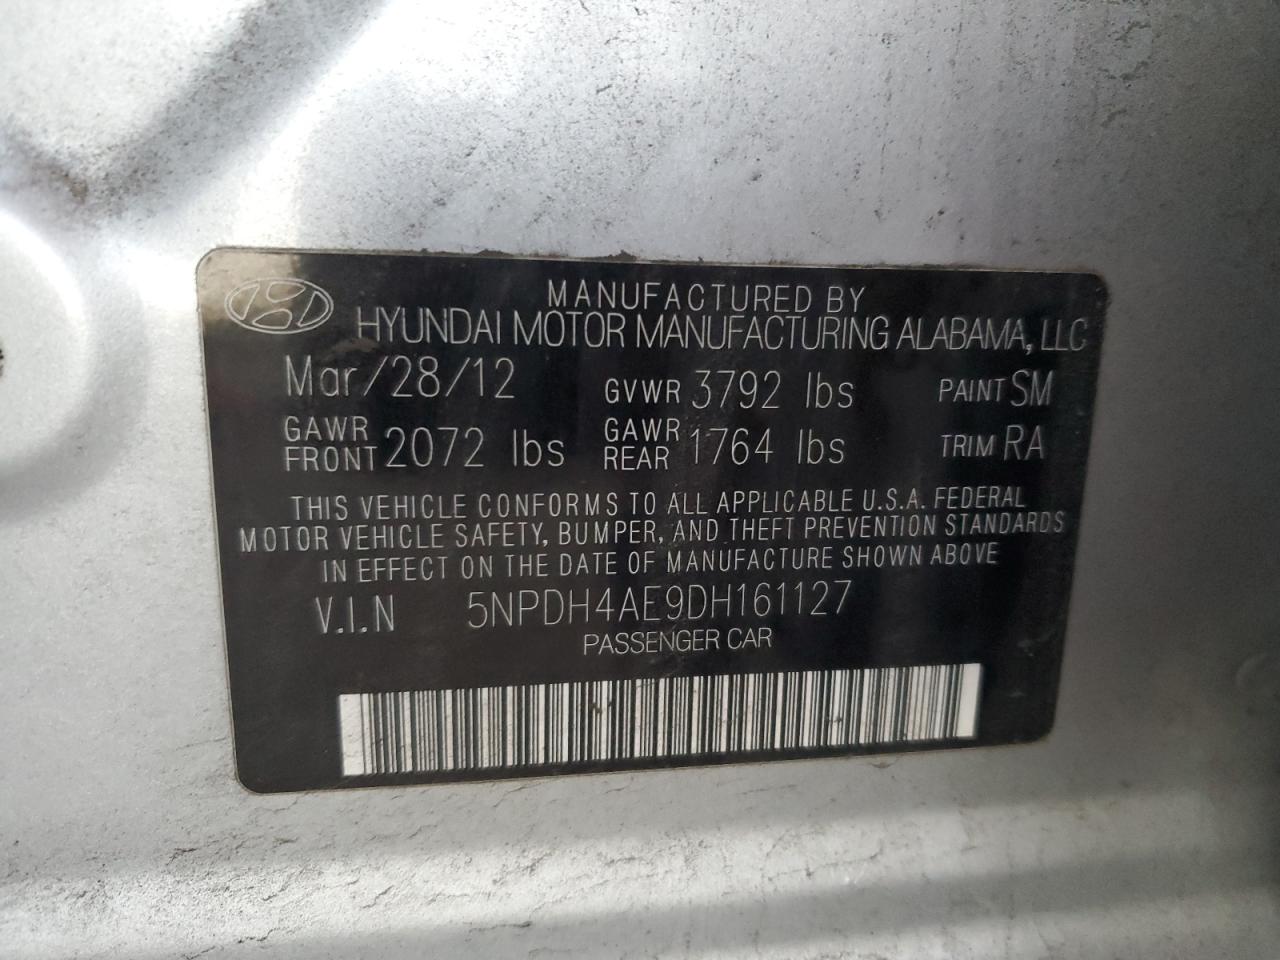 MANUFACTURED BY
HYUNDAI MOTOR MANUFACTURING ALABAMA, LLC
Mar/28/12 GVWR 3792 lbs PAINT SM
GAWR FRONT 2072 lbs GAWR REAR 1764 lbs TRIM RA
THIS VEHICLE CONFORMS TO ALL APPLICABLE U.S.A. FEDERAL
MOTOR VEHICLE SAFETY, BUMPER, AND THEFT PREVENTION STANDARDS
IN EFFECT ON THE DATE OF MANUFACTURE SHOWN ABOVE
V.I.N 5NPDH4AE9DH161127
PASSENGER CAR